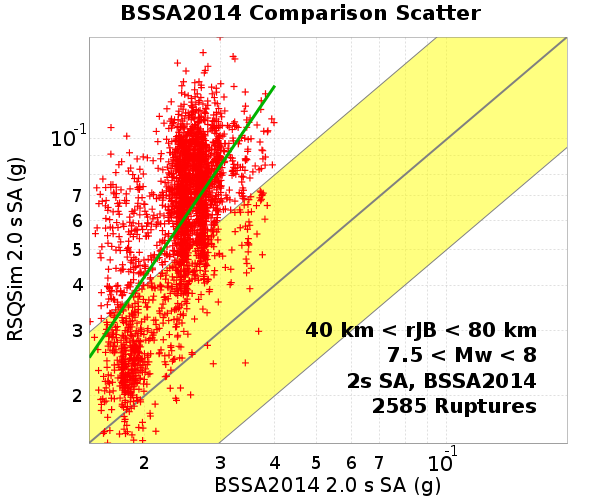 BSSA2014 Comparison Scatter
RSQSim 2.0 s SA (g)
10-1
7
6
5
4
3
2
40 km < rJB < 80 km
7.5 < Mw < 8
2s SA, BSSA2014
2585 Ruptures
2 3 4 5 6 7 10-1
BSSA2014 2.0 s SA (g)